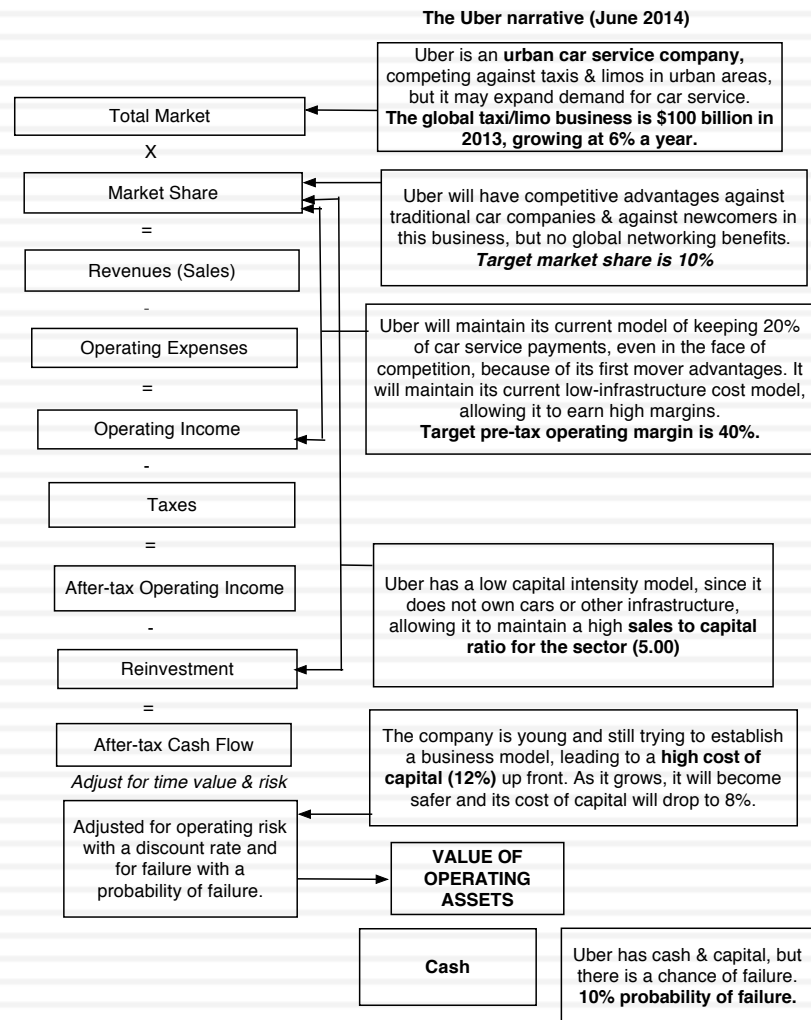 The Uber narrative (June 2014)
Uber is an urban car service company,
competing against taxis & limos in urban areas,
but it may expand demand for car service.
The global taxi/limo business is $100 billion in
2013, growing at 6% a year.
Total Market
X
Market Share
Uber will have competitive advantages against
traditional car companies & against newcomers in
this business, but no global networking benefits.
Target market share is 10%
=
Revenues (Sales)
-
Operating Expenses
Uber will maintain its current model of keeping 20%
of car service payments, even in the face of
competition, because of its first mover advantages. It
will maintain its current low-infrastructure cost model,
allowing it to earn high margins.
Target pre-tax operating margin is 40%.
=
Operating Income
-
Taxes
=
After-tax Operating Income
Uber has a low capital intensity model, since it
does not own cars or other infrastructure,
allowing it to maintain a high sales to capital
ratio for the sector (5.00)
-
Reinvestment
=
After-tax Cash Flow
The company is young and still trying to establish
a business model, leading to a high cost of
capital (12%) up front. As it grows, it will become
safer and its cost of capital will drop to 8%.
Adjust for time value & risk
Adjusted for operating risk
with a discount rate and
for failure with a
probability of failure.
VALUE OF
OPERATING
ASSETS
Cash
Uber has cash & capital, but
there is a chance of failure.
10% probability of failure.